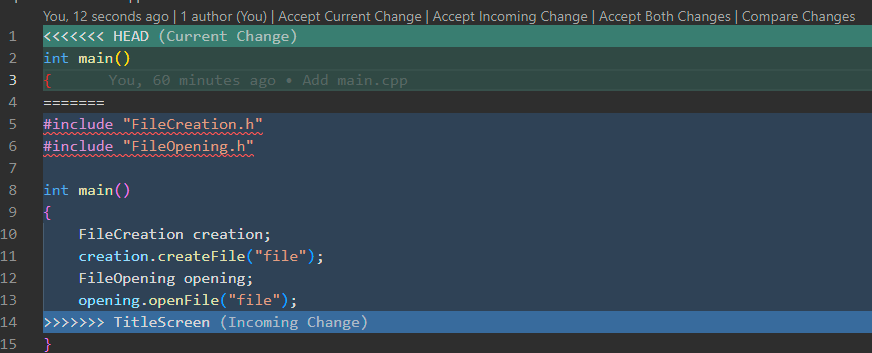 You, 12 seconds ago | 1 author (You) | Accept Current Change | Accept Incoming Change | Accept Both Changes | Compare Changes
1 <<<<<<< HEAD (Current Change)
2 int main()
3 { You, 60 minutes ago • Add main.cpp
4 =======
5 #include "FileCreation.h"
6 #include "FileOpening.h"
7
8 int main()
9 {
10 FileCreation creation;
11 creation.createFile("file");
12 FileOpening opening;
13 opening.openFile("file");
14 >>>>>>> TitleScreen (Incoming Change)
15 }